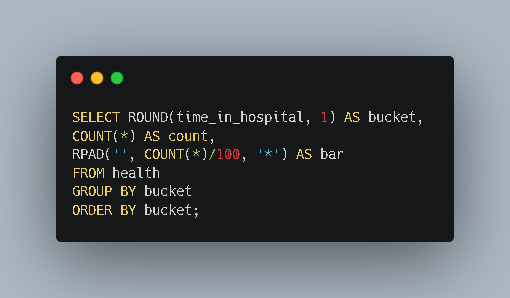 SELECT ROUND(time_in_hospital, 1) AS bucket,
COUNT(*) AS count,
RPAD('', COUNT(*)/100, '*') AS bar
FROM health
GROUP BY bucket
ORDER BY bucket;